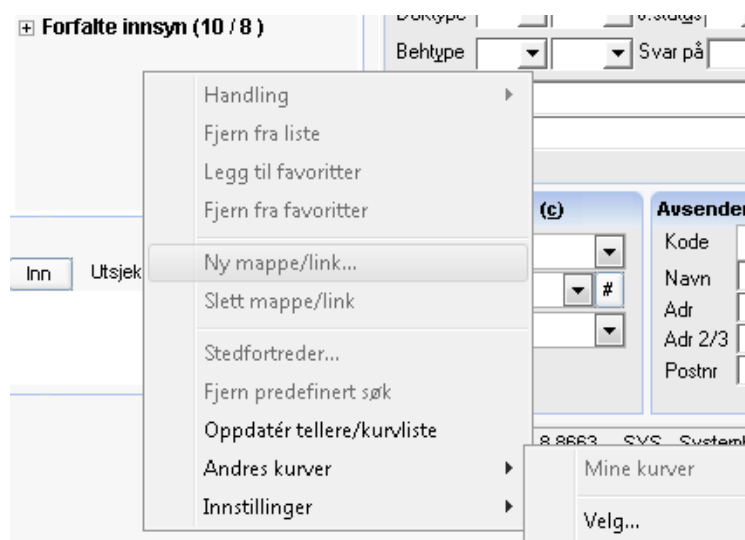 Forfalte innsyn (10 / 8 )
Behtype
Svar på
Handling
Fjern fra liste
Legg til favoritter
Fjern fra favoritter
(c)
Ny mappe/link...
Kode
Inn
Utsjek
#
Navn
Slett mappe/link
Adr
Adr 2/3
Stedfortreder...
Postnr
Fjern predefinert søk
Oppdatér tellere/kurvliste
Andres kurver
Mine kurver
Innstillinger
Velg...